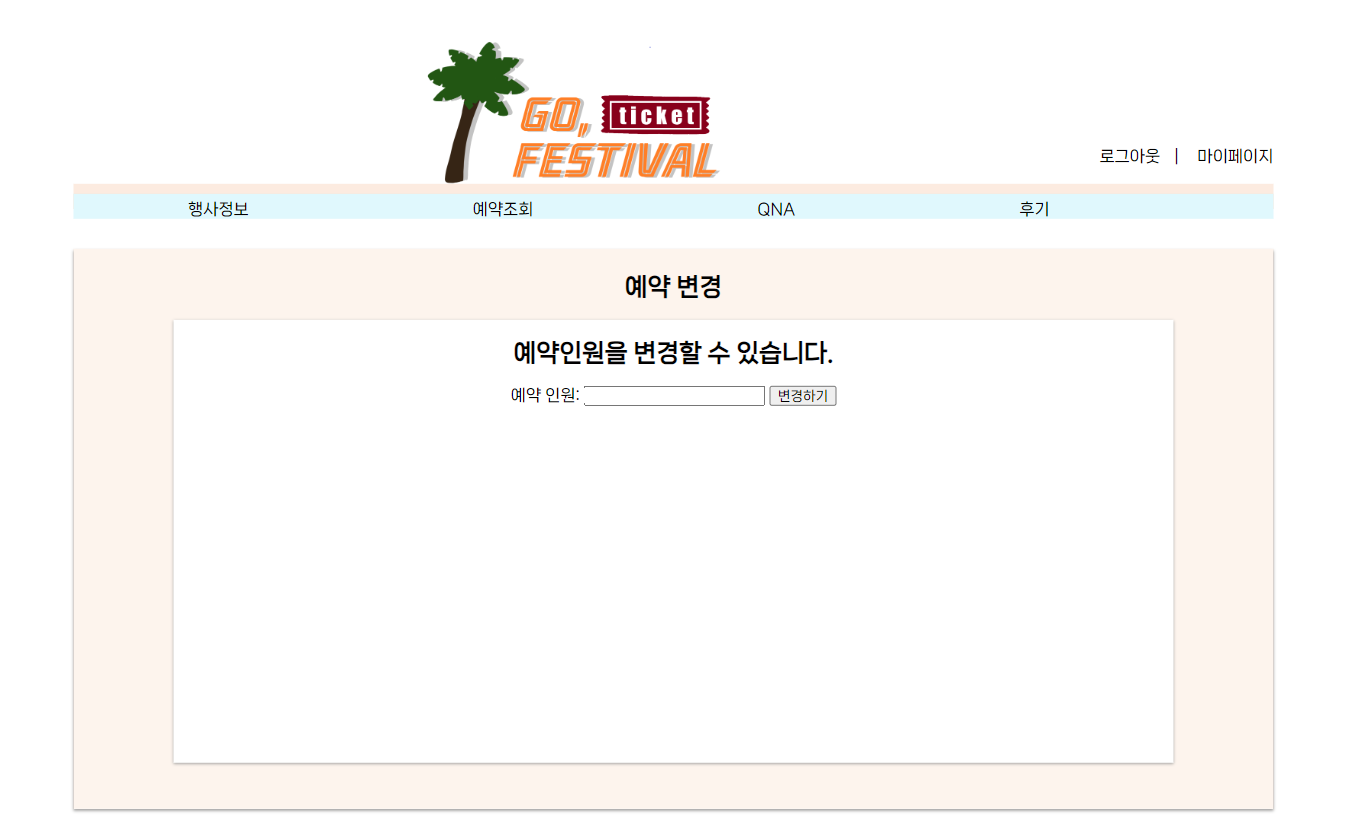 GO, ticket
FESTIVAL
로그아웃 | 마이페이지
행사정보 예약조회 QNA 후기
예약 변경
예약인원을 변경할 수 있습니다.
예약 인원: 변경하기